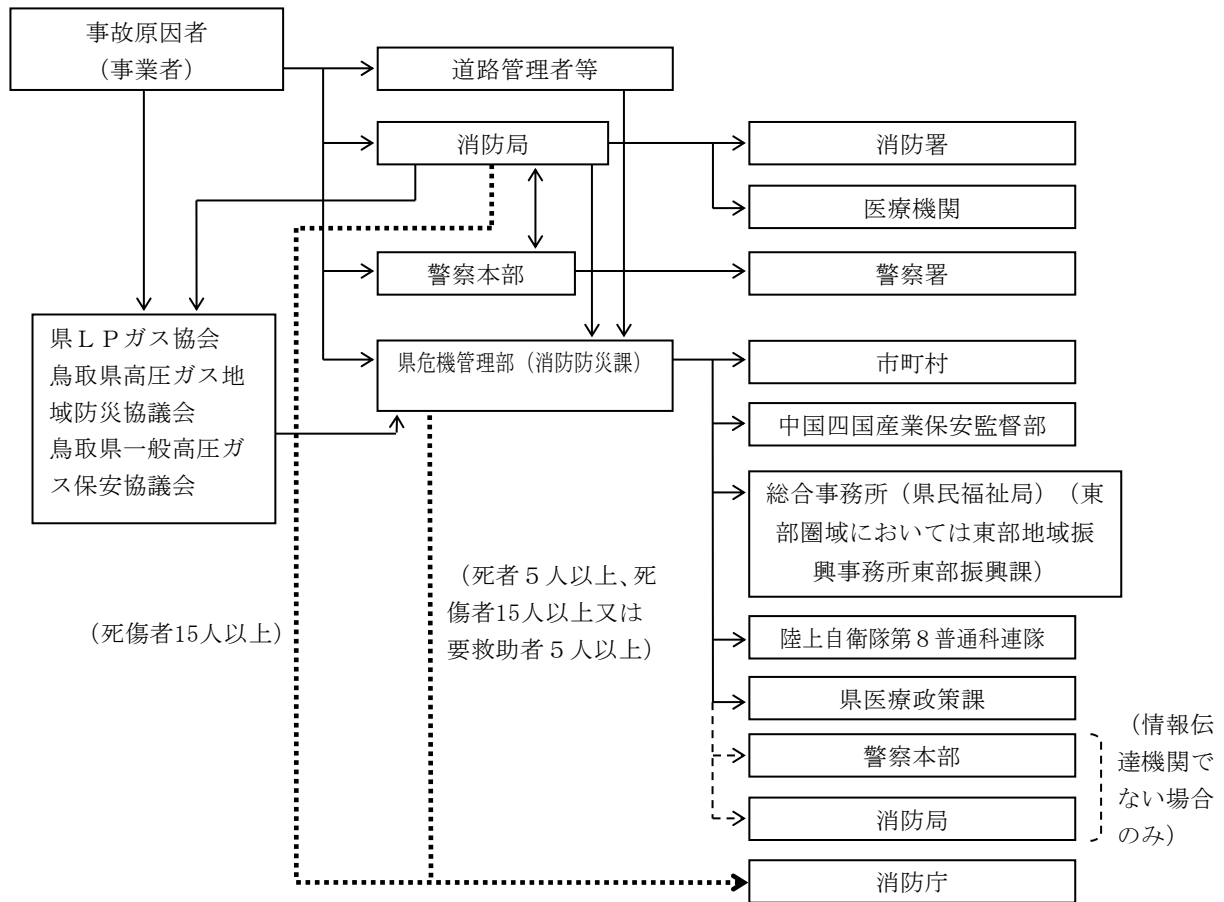 事故原因者
（事業者）
道路管理者等
消防局
消防署
医療機関
警察本部
警察署
県ＬＰガス協会
鳥取県高圧ガス地
域防災協議会
鳥取県一般高圧ガ
ス保安協議会
県危機管理部（消防防災課）
市町村
中国四国産業保安監督部
総合事務所（県民福祉局）（東
部圏域においては東部地域振
興事務所東部振興課）
（死者５人以上、死
傷者15人以上又は
要救助者５人以上）
（死傷者15人以上）
陸上自衛隊第８普通科連隊
県医療政策課
警察本部
消防局
（情報伝
達機関で
ない場合
のみ）
消防庁